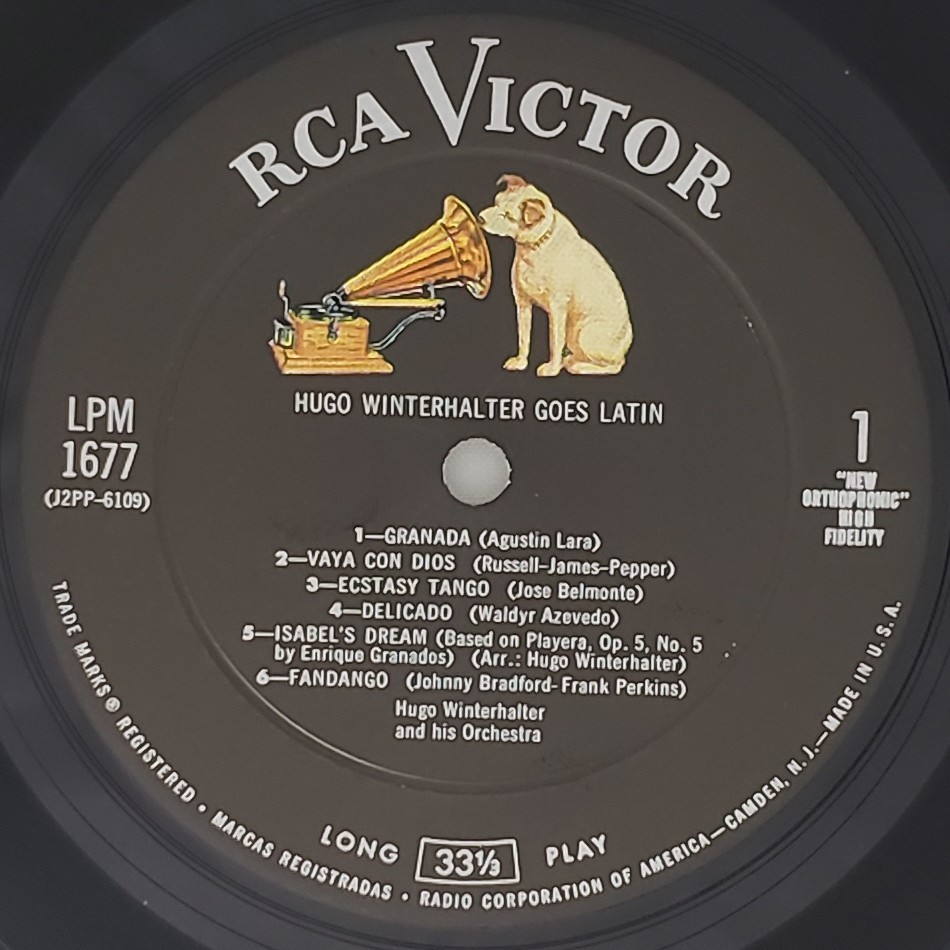 RCA VICTOR
HUGO WINTERHALTER GOES LATIN
LPM
1677
(J2PP-6109)
1
"NEW
ORTHOPHONIC"
HIGH
FIDELITY
1—GRANADA (Agustin Lara)
2—VAYA CON DIOS (Russell-James-Pepper)
3—ECSTASY TANGO (Jose Belmonte)
4—DELICADO (Waldyr Azevedo)
5—ISABEL'S DREAM (Based on Playera, Op. 5, No. 5
by Enrique Granados) (Arr.: Hugo Winterhalter)
6—FANDANGO (Johnny Bradford-Frank Perkins)
Hugo Winterhalter
and his Orchestra
LONG 33⅓ PLAY
TRADE MARKS ® REGISTERED • MARCAS REGISTRADAS • RADIO CORPORATION OF AMERICA—CAMDEN, N. J.—MADE IN U. S. A.